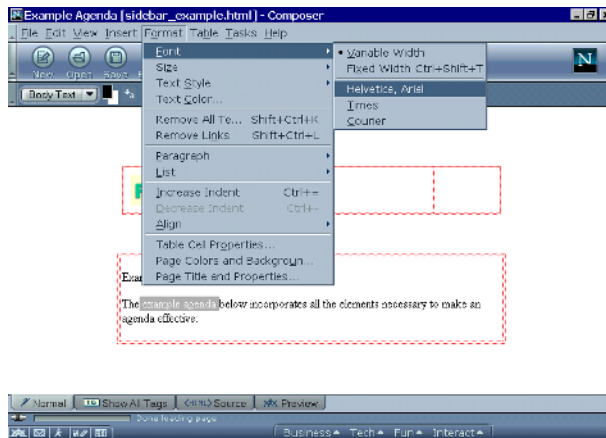 Example Agenda [sidebar_example.html] - Composer
File Edit View Insert Format Table Tasks Help
New Open Save
Body Text
Font
Size
Text Style
Text Color...
Remove All Te... Shift+Ctrl+K
Remove Links Shift+Ctrl+L
Paragraph
List
Increase Indent Ctrl+=
Decrease Indent Ctrl+-
Align
Table Cell Properties...
Page Colors and Backgroun...
Page Title and Properties...
Variable Width
Fixed Width Ctrl+Shift+T
Helvetica, Arial
Times
Courier
N
Exa
The example agenda below incorporates all the elements necessary to make an
agenda effective:
Normal Show All Tags <HTML> Source Preview
Done loading page
Business Tech Fun Interact